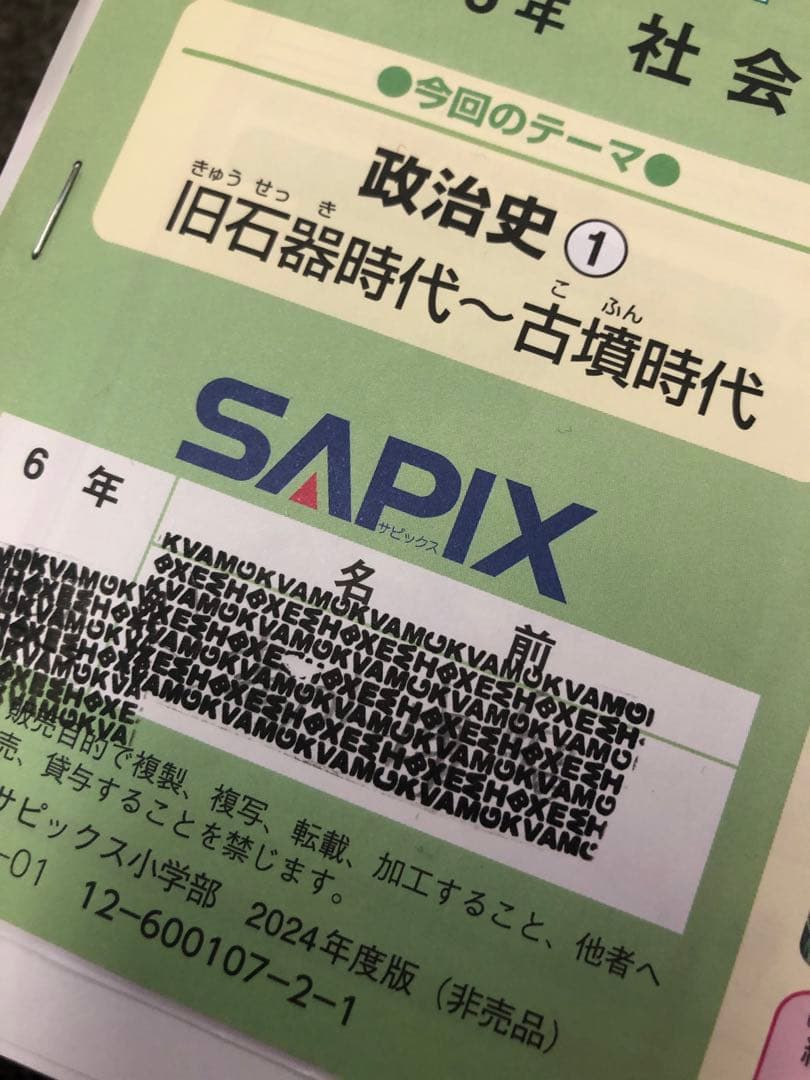 年 社会
●今回のテーマ●
政治史①
きゅう せっ き
旧石器時代～古墳時代
こ ふん
SAPIX
サピックス
6 年
名 前
販売目的で複製、複写、転載、加工すること、他者へ
売、貸与することを禁じます。
サピックス小学部 2024年度版（非売品）
-01 12-600107-2-1